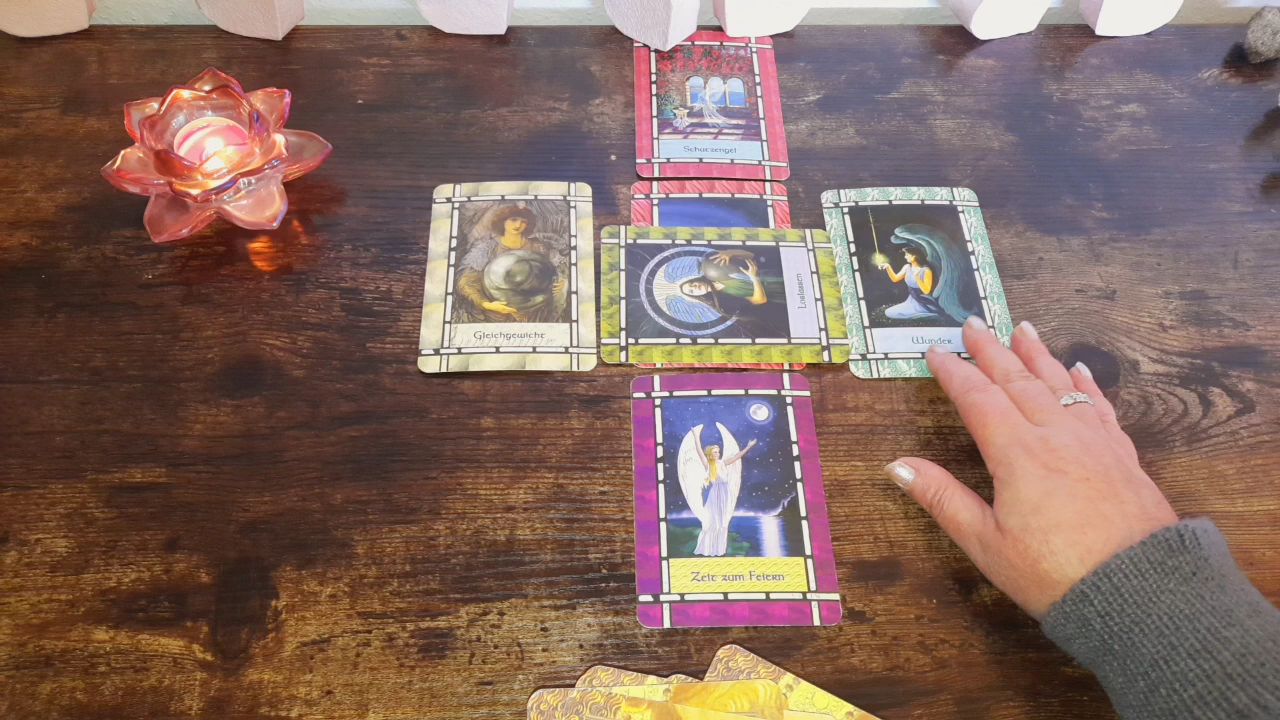 Schutzengel
Gleichgewicht
Loslassen
Wunder
Zeit zum Feiern